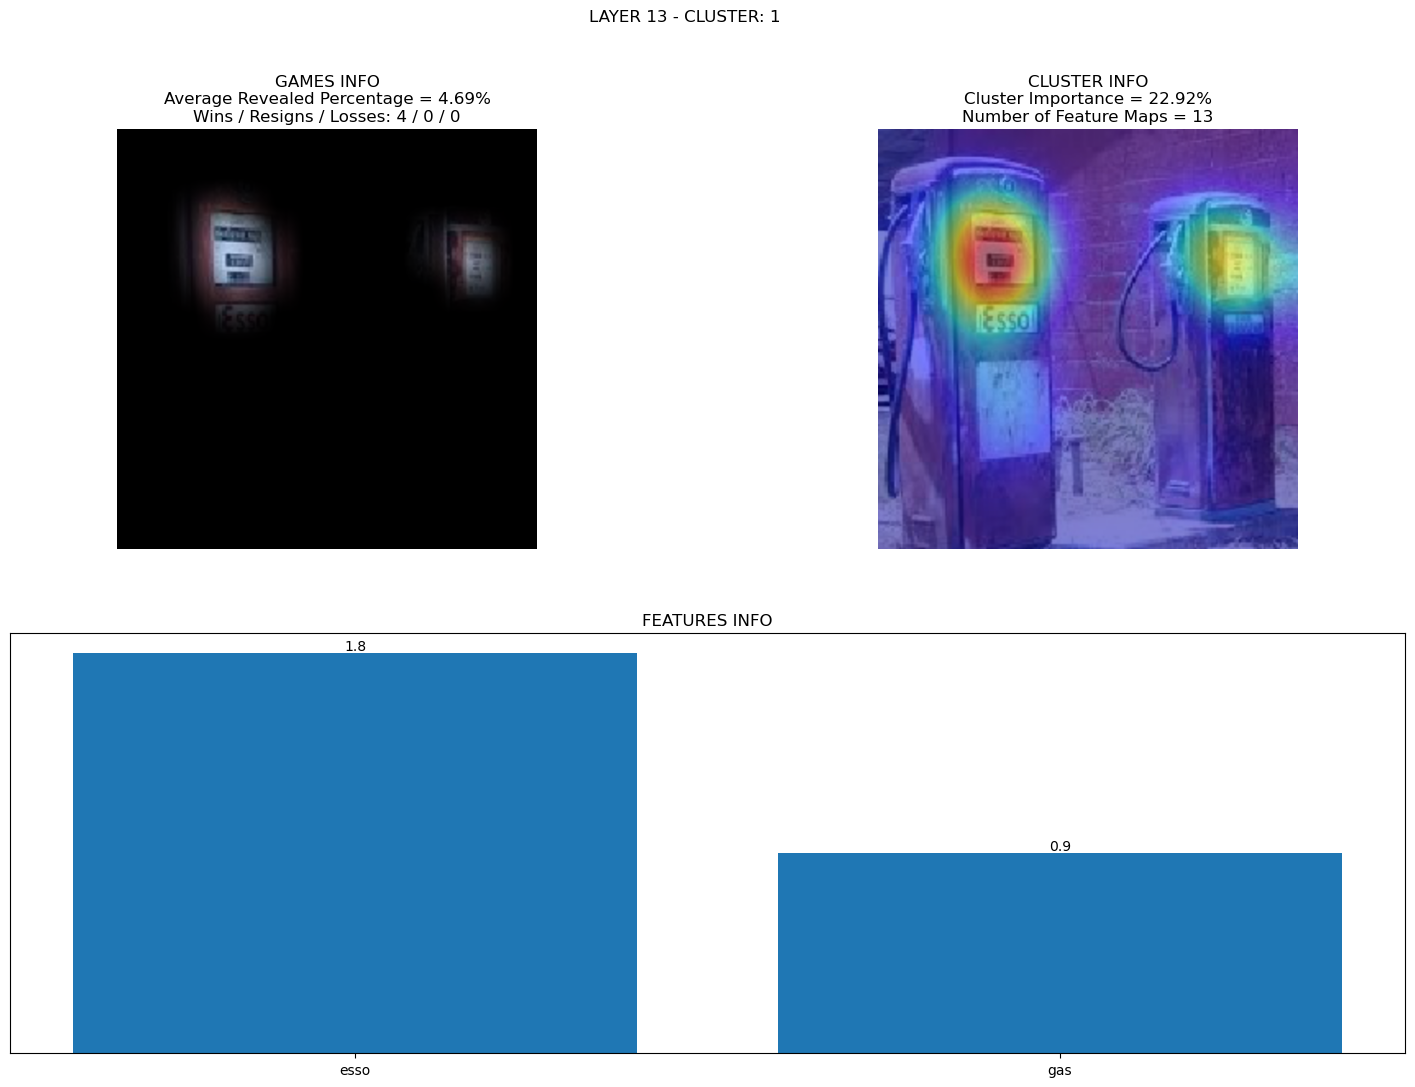 LAYER 13 - CLUSTER: 1
GAMES INFO
Average Revealed Percentage = 4.69%
Wins / Resigns / Losses: 4 / 0 / 0
CLUSTER INFO
Cluster Importance = 22.92%
Number of Feature Maps = 13
ESSO
ESSO
ESSO
FEATURES INFO
1.8
0.9
esso
gas